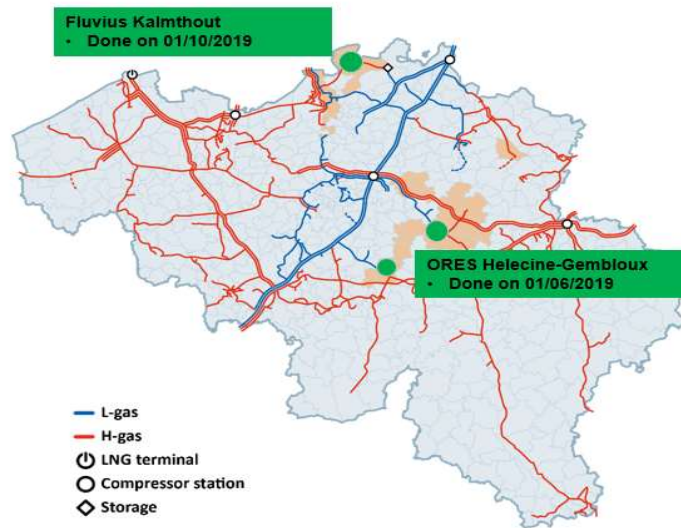 Fluvius Kalmthout
• Done on 01/10/2019
ORES Helecine-Gembloux
• Done on 01/06/2019
L-gas
H-gas
LNG terminal
Compressor station
Storage